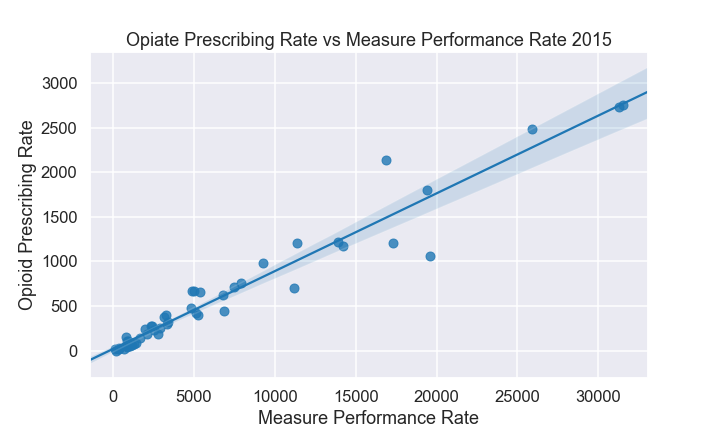 Opiate Prescribing Rate vs Measure Performance Rate 2015
3000
2500
2000
1500
1000
500
0
Opioid Prescribing Rate
0 5000 10000 15000 20000 25000 30000
Measure Performance Rate